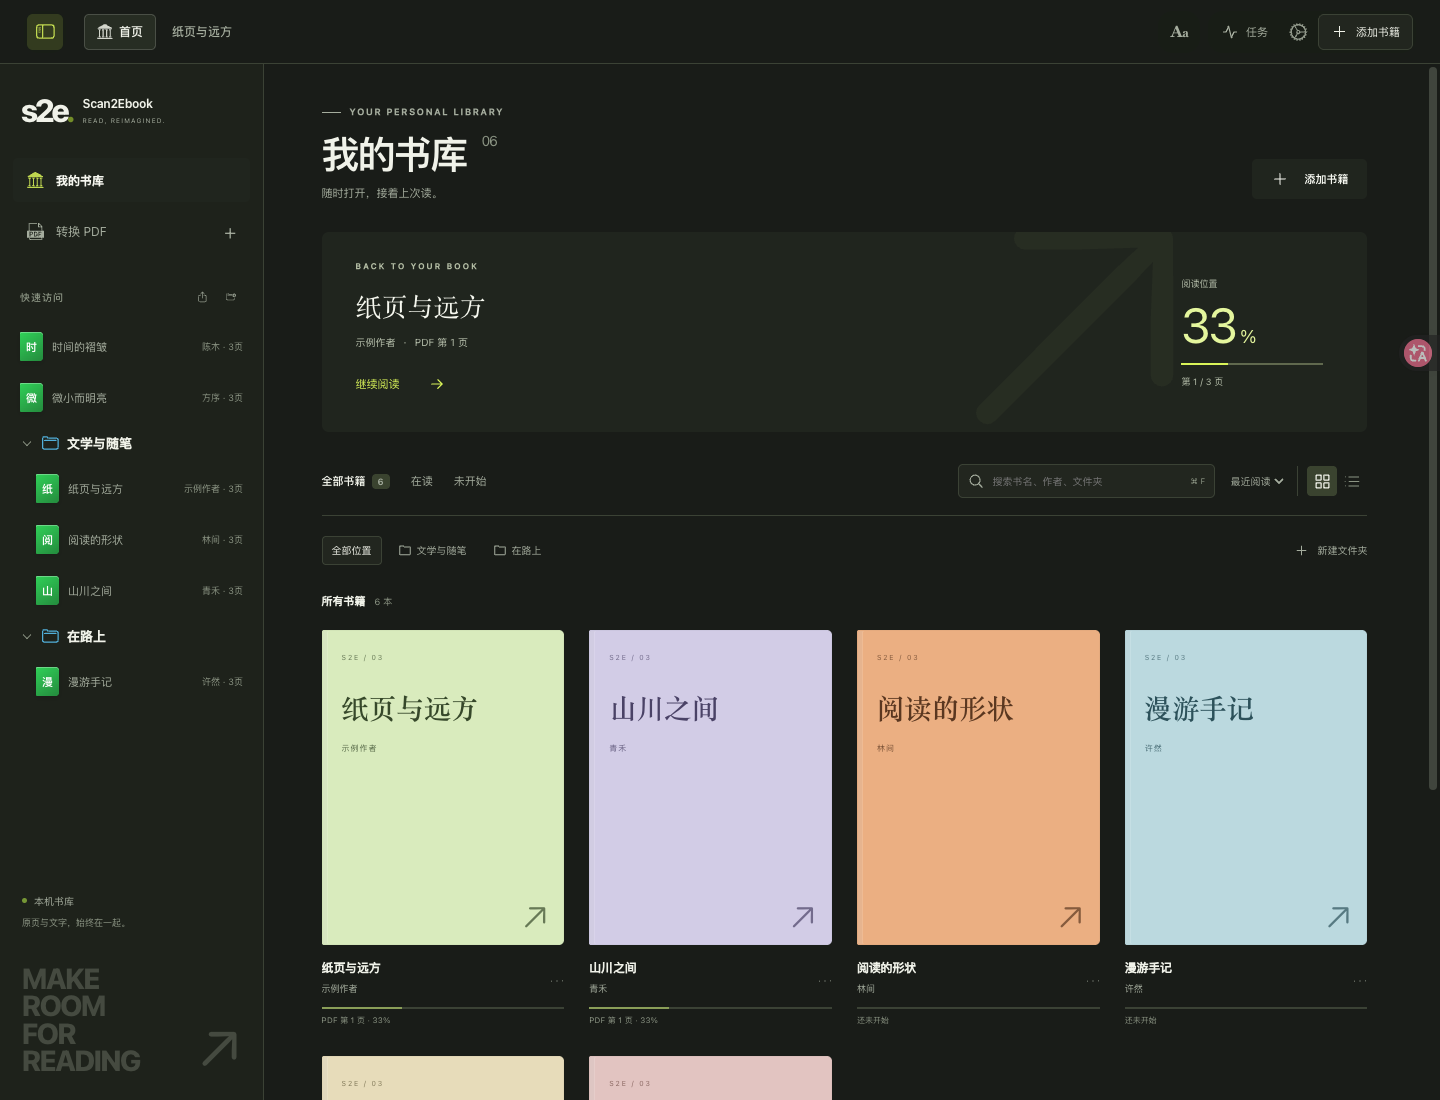 首页
纸页与远方
Aa
任务
添加书籍
s2e.
Scan2Ebook
READ, REIMAGINED.
我的书库
转换 PDF
快速访问
时 时间的褶皱 陈木 · 3页
微 微小而明亮 方序 · 3页
文学与随笔
纸 纸页与远方 示例作者 · 3页
阅 阅读的形状 林间 · 3页
山 山川之间 青禾 · 3页
在路上
漫 漫游手记 许然 · 3页
本机书库
原页与文字，始终在一起。
MAKE
ROOM
FOR
READING
YOUR PERSONAL LIBRARY
我的书库 06
随时打开，接着上次读。
添加书籍
BACK TO YOUR BOOK
纸页与远方
示例作者 · PDF 第 1 页
继续阅读
阅读位置
33 %
第 1 / 3 页
全部书籍 6 在读 未开始
搜索书名、作者、文件夹 ⌘ F
最近阅读
全部位置 文学与随笔 在路上
新建文件夹
所有书籍 6 本
S2E / 03
纸页与远方
示例作者
纸页与远方
示例作者
PDF 第 1 页 · 33%
S2E / 03
山川之间
青禾
山川之间
青禾
PDF 第 1 页 · 33%
S2E / 03
阅读的形状
林间
阅读的形状
林间
还未开始
S2E / 03
漫游手记
许然
漫游手记
许然
还未开始
S2E / 03
S2E / 03